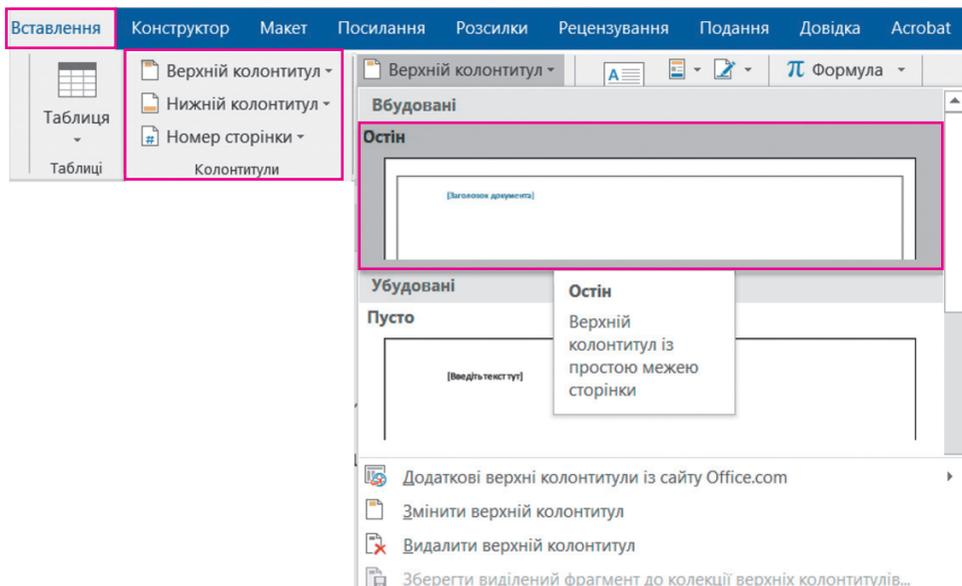 Вставлення Конструктор Макет Посилання Розсилки Рецензування Подання Довідка Acrobat
Таблиця
Таблиці
Верхній колонтитул
Нижній колонтитул
# Номер сторінки
Колонтитули
Верхній колонтитул
A
π Формула
Вбудовані
Остін
[Заголовок документа]
Убудовані
Пусто
[Введіть текст тут]
Остін
Верхній
колонтитул із
простою межею
сторінки
Додаткові верхні колонтитули із сайту Office.com
Змінити верхній колонтитул
Видалити верхній колонтитул
Зберегти виділений фрагмент до колекції верхніх колонтитулів...